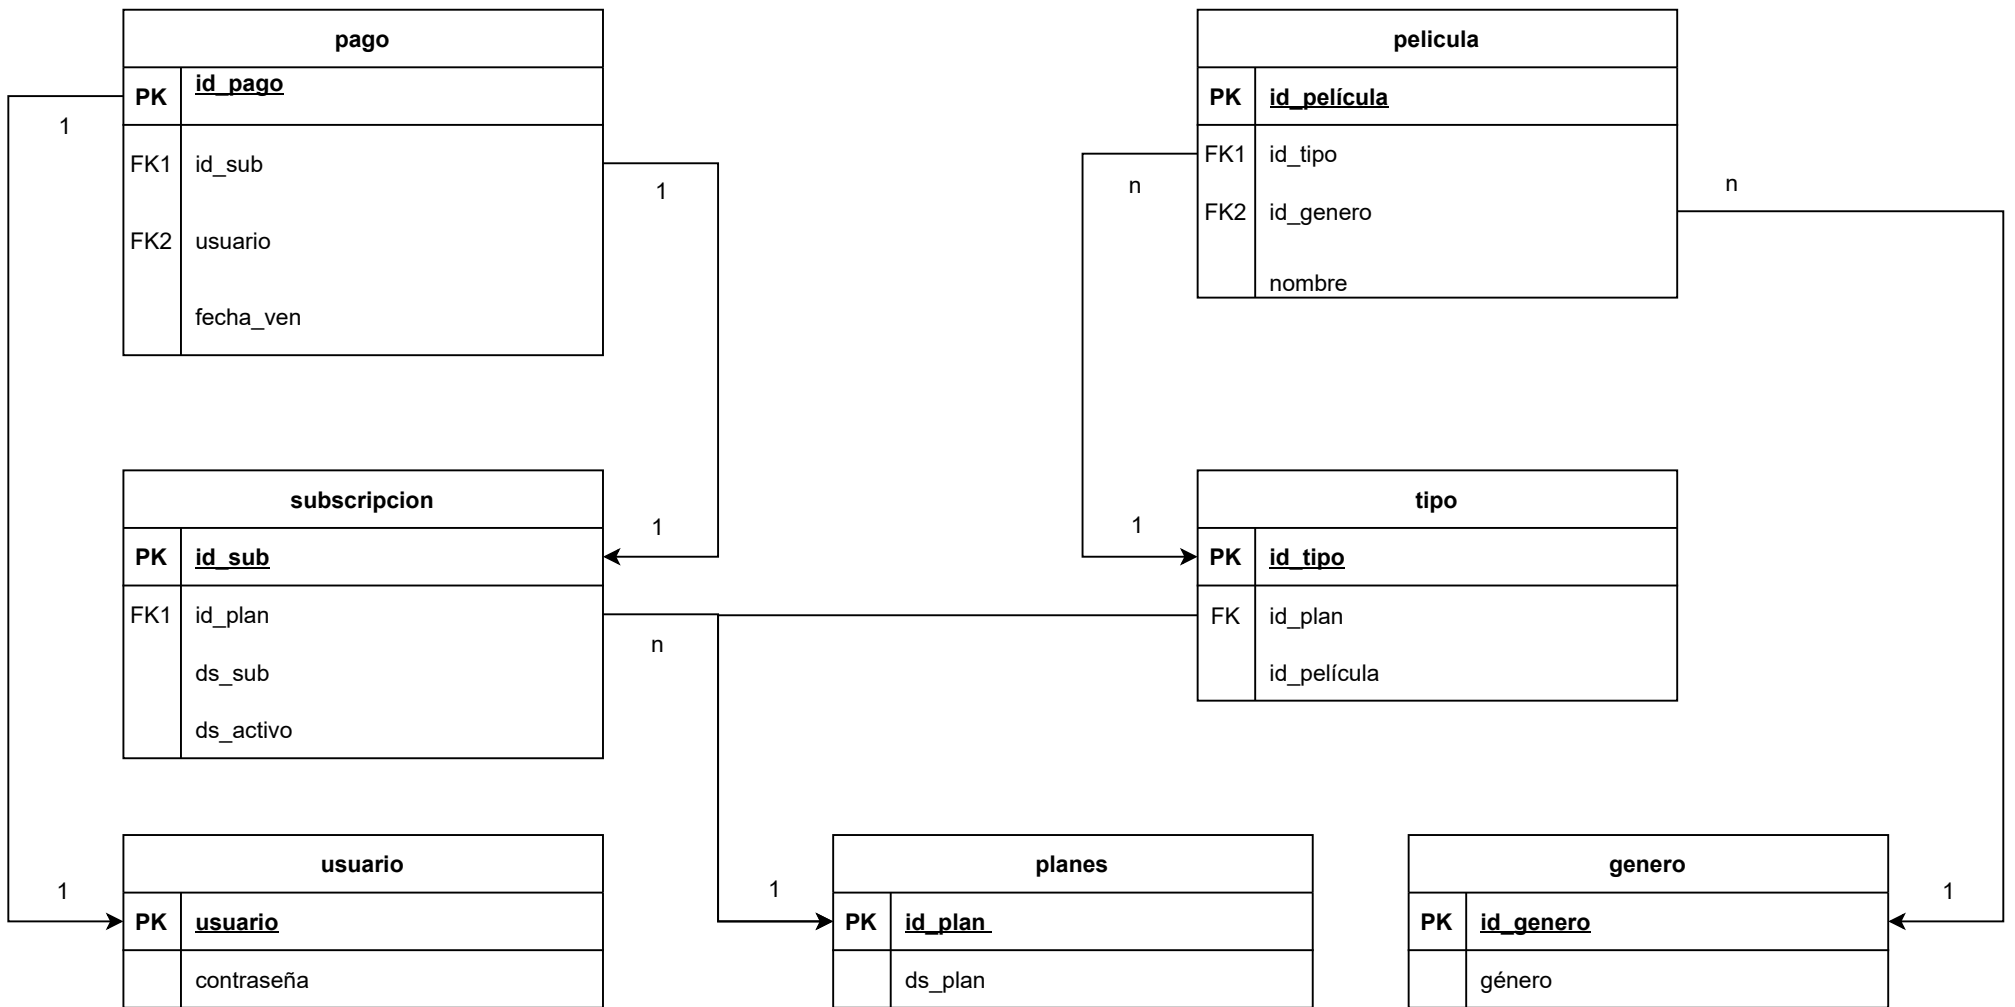 pago
PK id_pago
FK1 id_sub
FK2 usuario
fecha_ven
1
1
pelicula
PK id_película
FK1 id_tipo
FK2 id_genero
nombre
n
n
subscripcion
PK id_sub
FK1 id_plan
ds_sub
ds_activo
1
n
tipo
PK id_tipo
FK id_plan
id_película
1
usuario
PK usuario
contraseña
1
planes
PK id_plan
ds_plan
1
genero
PK id_genero
género
1